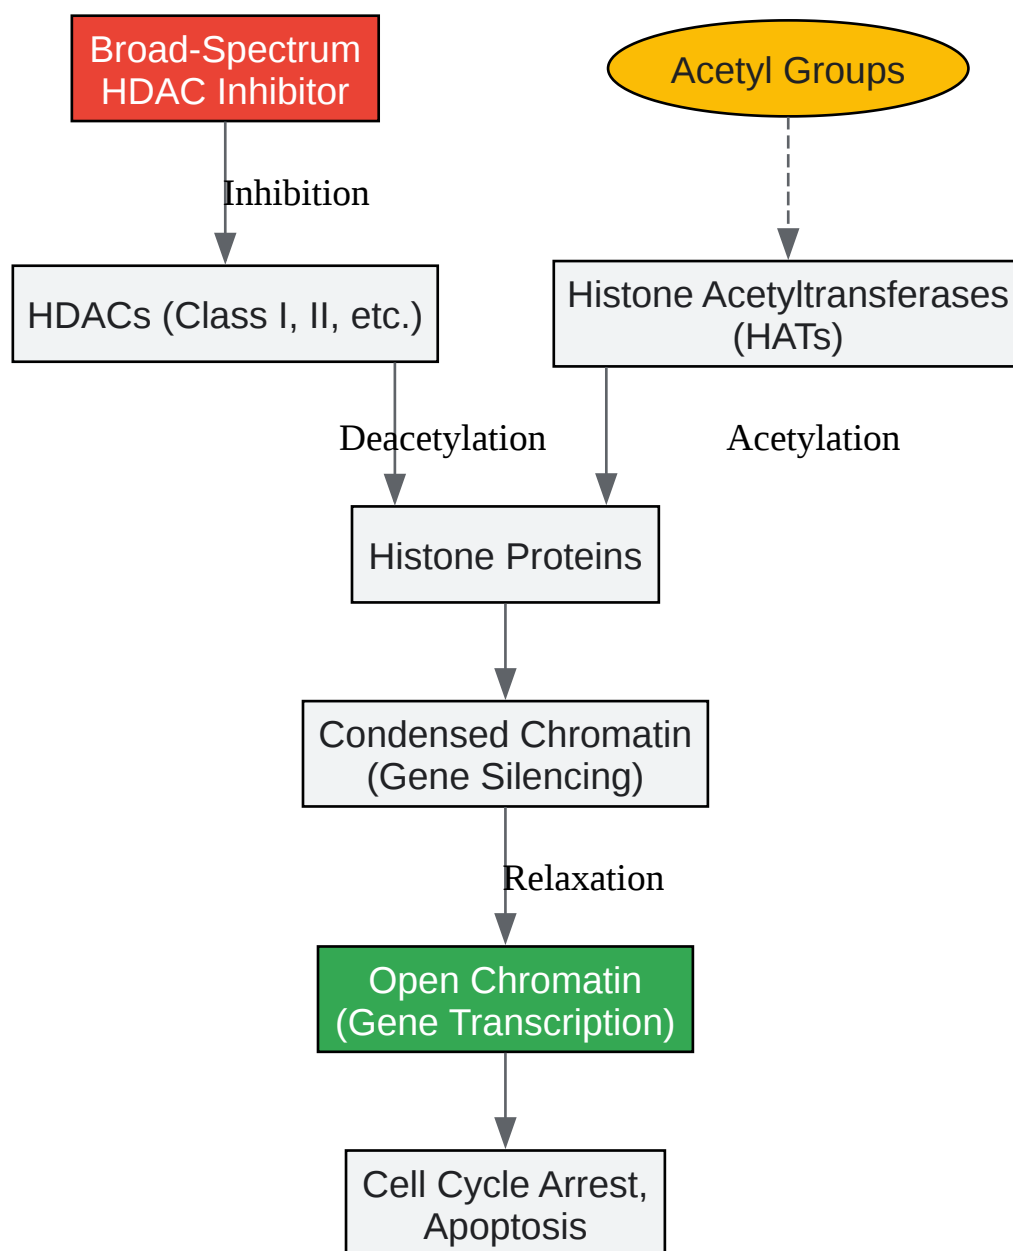 Broad-Spectrum
HDAC Inhibitor
Acetyl Groups
Inhibition
HDACs (Class I, II, etc.)
Histone Acetyltransferases
(HATs)
Deacetylation
Acetylation
Histone Proteins
Condensed Chromatin
(Gene Silencing)
Relaxation
Open Chromatin
(Gene Transcription)
Cell Cycle Arrest,
Apoptosis